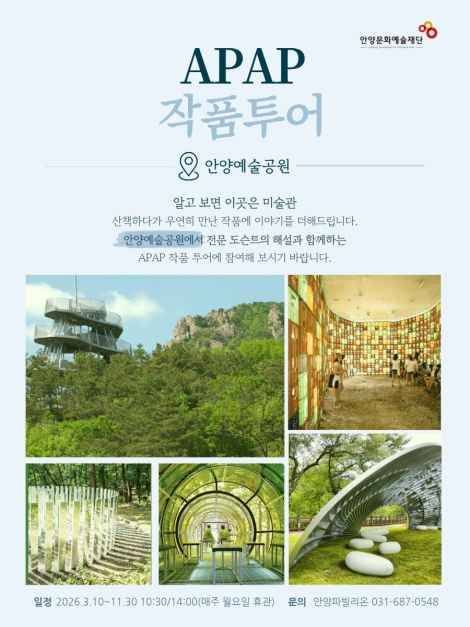 안양문화예술재단
APAP
작품투어
안양예술공원
알고 보면 이곳은 미술관
산책하다가 우연히 만난 작품에 이야기를 더해드립니다.
안양예술공원에서 전문 도슨트의 해설과 함께하는
APAP 작품 투어에 참여해 보시기 바랍니다.
일정 2026.3.10~11.30 10:30/14:00(매주 월요일 휴관) 문의 안양파빌리온 031-687-0548